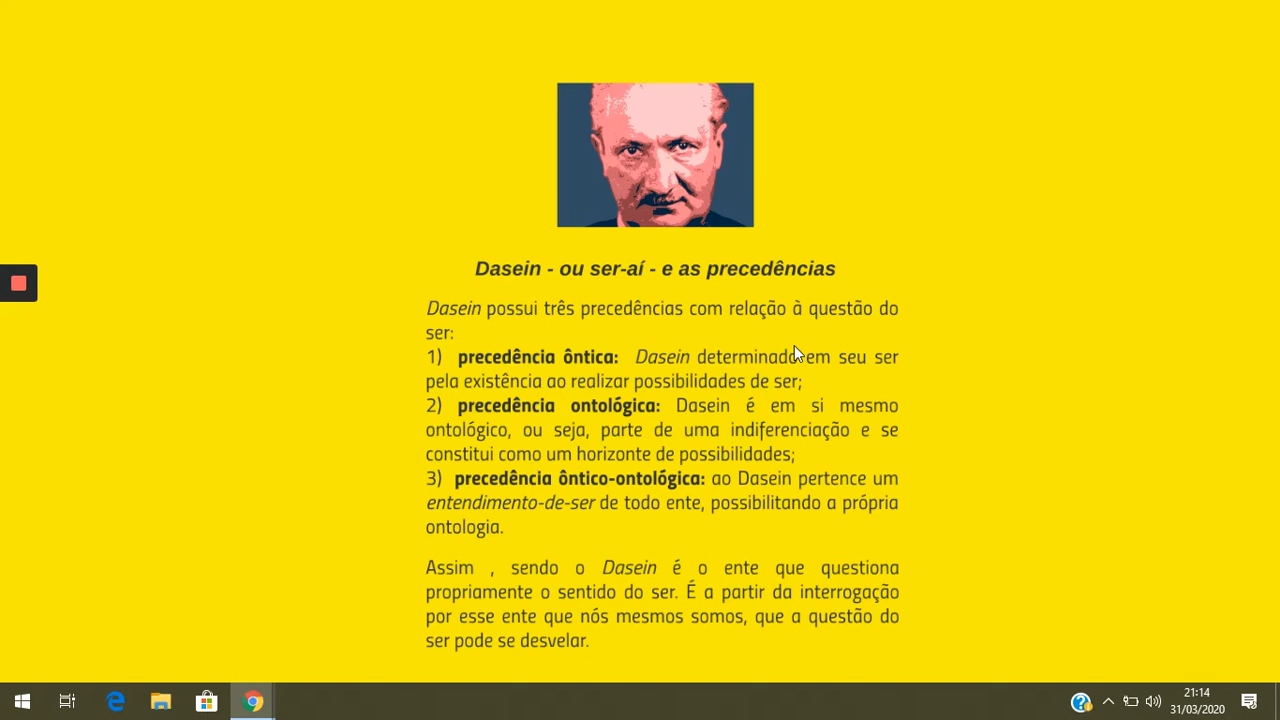 Dasein - ou ser-aí - e as precedências
Dasein possui três precedências com relação à questão do
ser:
1) precedência ôntica: Dasein determinado em seu ser
pela existência ao realizar possibilidades de ser;
2) precedência ontológica: Dasein é em si mesmo
ontológico, ou seja, parte de uma indiferenciação e se
constitui como um horizonte de possibilidades;
3) precedência ôntico-ontológica: ao Dasein pertence um
entendimento-de-ser de todo ente, possibilitando a própria
ontologia.
Assim , sendo o Dasein é o ente que questiona
propriamente o sentido do ser. É a partir da interrogação
por esse ente que nós mesmos somos, que a questão do
ser pode se desvelar.
21:14
31/03/2020